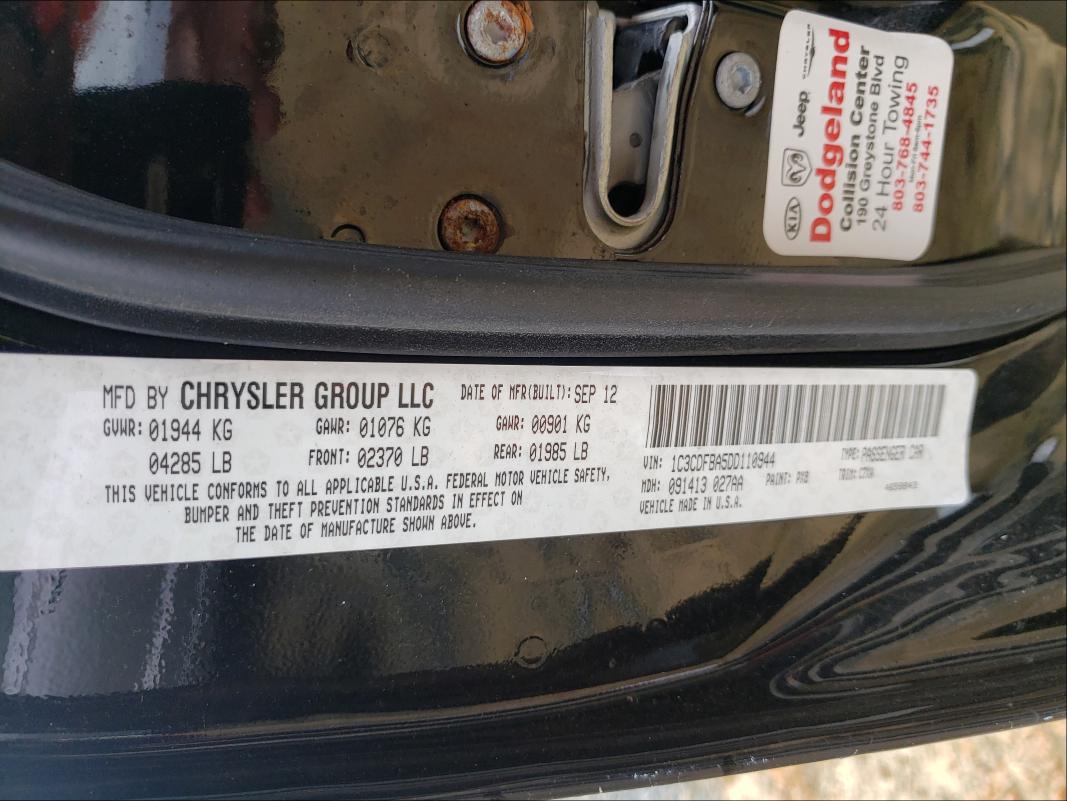 CHRYSLER
KIA Jeep
Dodgeland
Collision Center
190 Greystone Blvd
24 Hour Towing
803-768-4845
803-744-1735
MFD BY CHRYSLER GROUP LLC DATE OF MFR(BUILT): SEP 12
GVWR: 01944 KG GAWR: 01076 KG GAWR: 00901 KG
04285 LB FRONT: 02370 LB REAR: 01985 LB
THIS VEHICLE CONFORMS TO ALL APPLICABLE U.S.A. FEDERAL MOTOR VEHICLE SAFETY,
BUMPER AND THEFT PREVENTION STANDARDS IN EFFECT ON
THE DATE OF MANUFACTURE SHOWN ABOVE.
VIN: 1C3CDFBA5DD110944 TYPE: PASSENGER CAR
MDH: 091413 027AA PAINT: PXB TRIM:
VEHICLE MADE IN U.S.A.